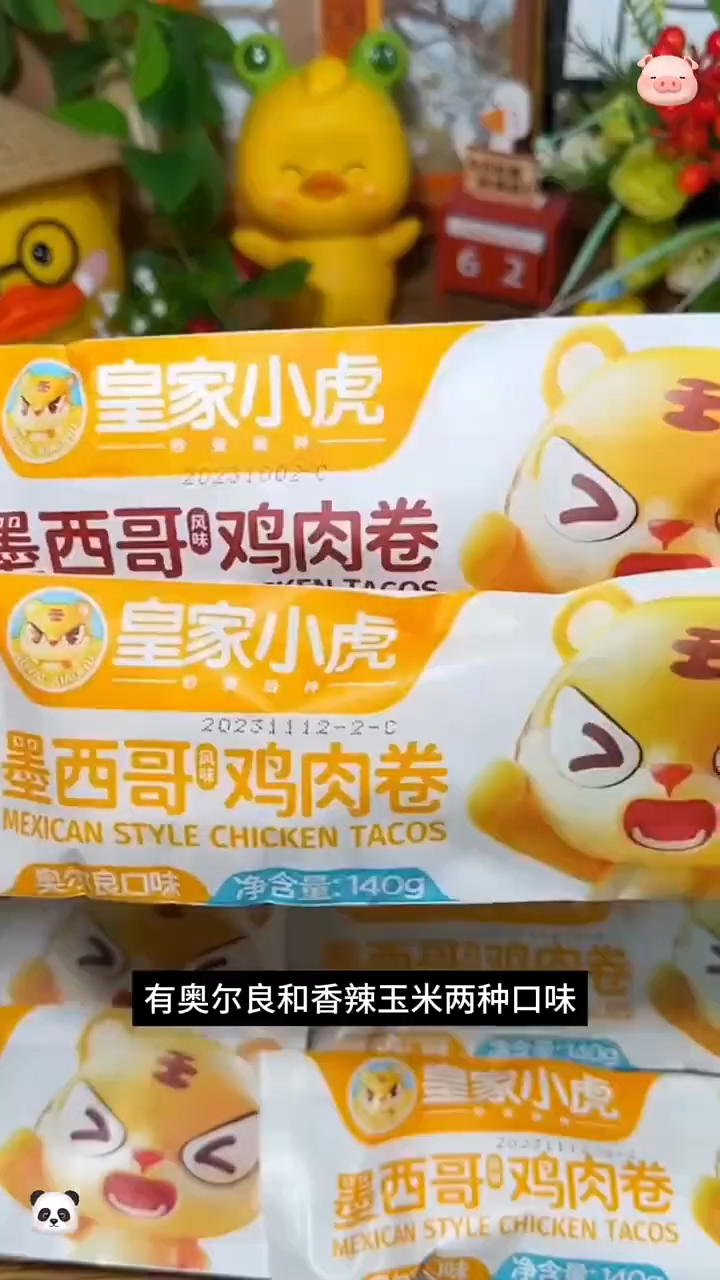 6 2
皇家小虎
20231002-C
墨西哥风味鸡肉卷
皇家小虎
20231112-2-C
墨西哥风味鸡肉卷
MEXICAN STYLE CHICKEN TACOS
奥尔良口味
净含量:140g
有奥尔良和香辣玉米两种口味
皇家小虎
墨西哥风味鸡肉卷
MEXICAN STYLE CHICKEN TACOS